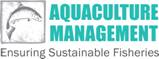 AQUACULTURE
MANAGEMENT
Ensuring Sustainable Fisheries